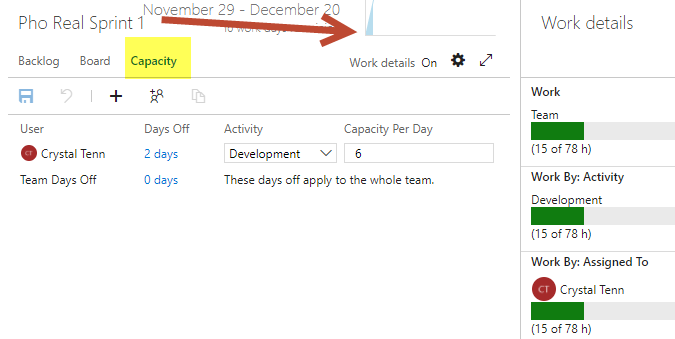 Pho Real Sprint 1
November 29 - December 20
work days
Work details
Backlog
Board
Capacity
Work details On
User
Days Off
Activity
Capacity Per Day
CT Crystal Tenn
2 days
Development
6
Team Days Off
0 days
These days off apply to the whole team.
Work
Team
(15 of 78 h)
Work By: Activity
Development
(15 of 78 h)
Work By: Assigned To
CT Crystal Tenn
(15 of 78 h)